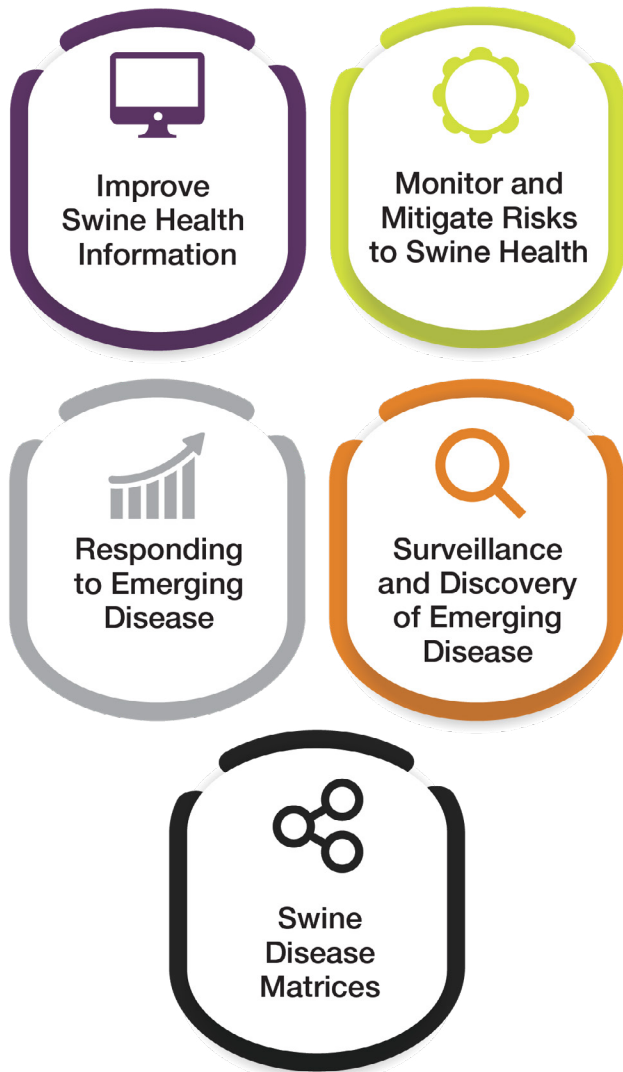 Improve
Swine Health
Information
Monitor and
Mitigate Risks
to Swine Health
Responding
to Emerging
Disease
Surveillance
and Discovery
of Emerging
Disease
Swine
Disease
Matrices